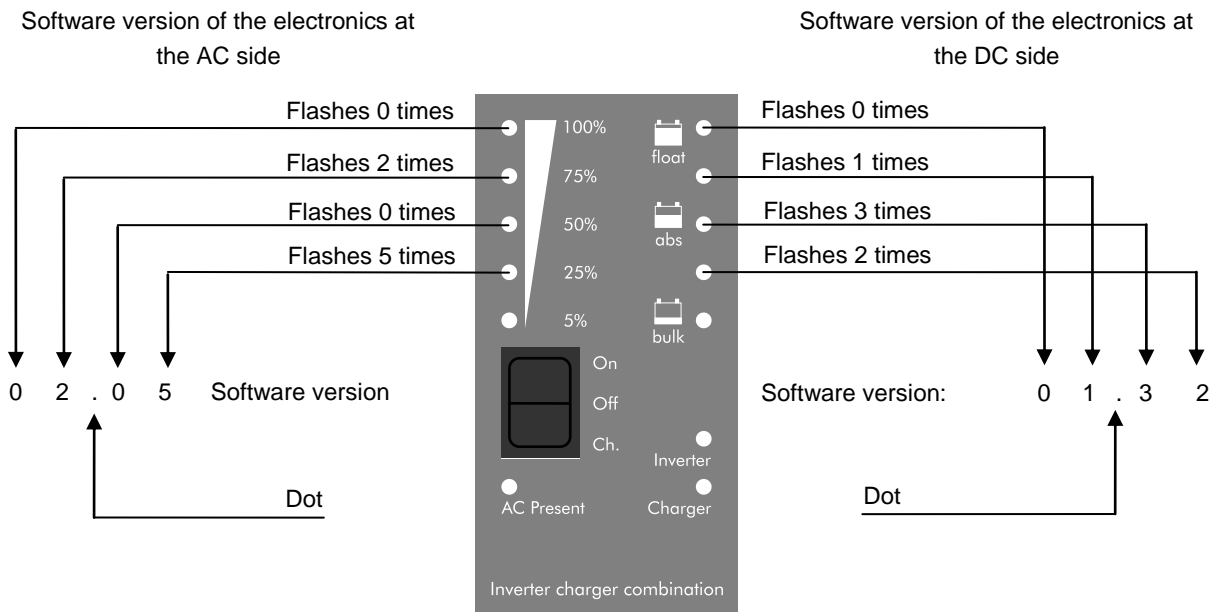 Software version of the electronics at
the AC side
Software version of the electronics at
the DC side
Flashes 0 times
Flashes 2 times
Flashes 0 times
Flashes 5 times
100%
75%
50%
25%
5%
float
abs
bulk
Flashes 0 times
Flashes 1 times
Flashes 3 times
Flashes 2 times
On
Off
Ch.
0 2 . 0 5 Software version
Software version: 0 1 . 3 2
Inverter
AC Present
Charger
Dot
Dot
Inverter charger combination